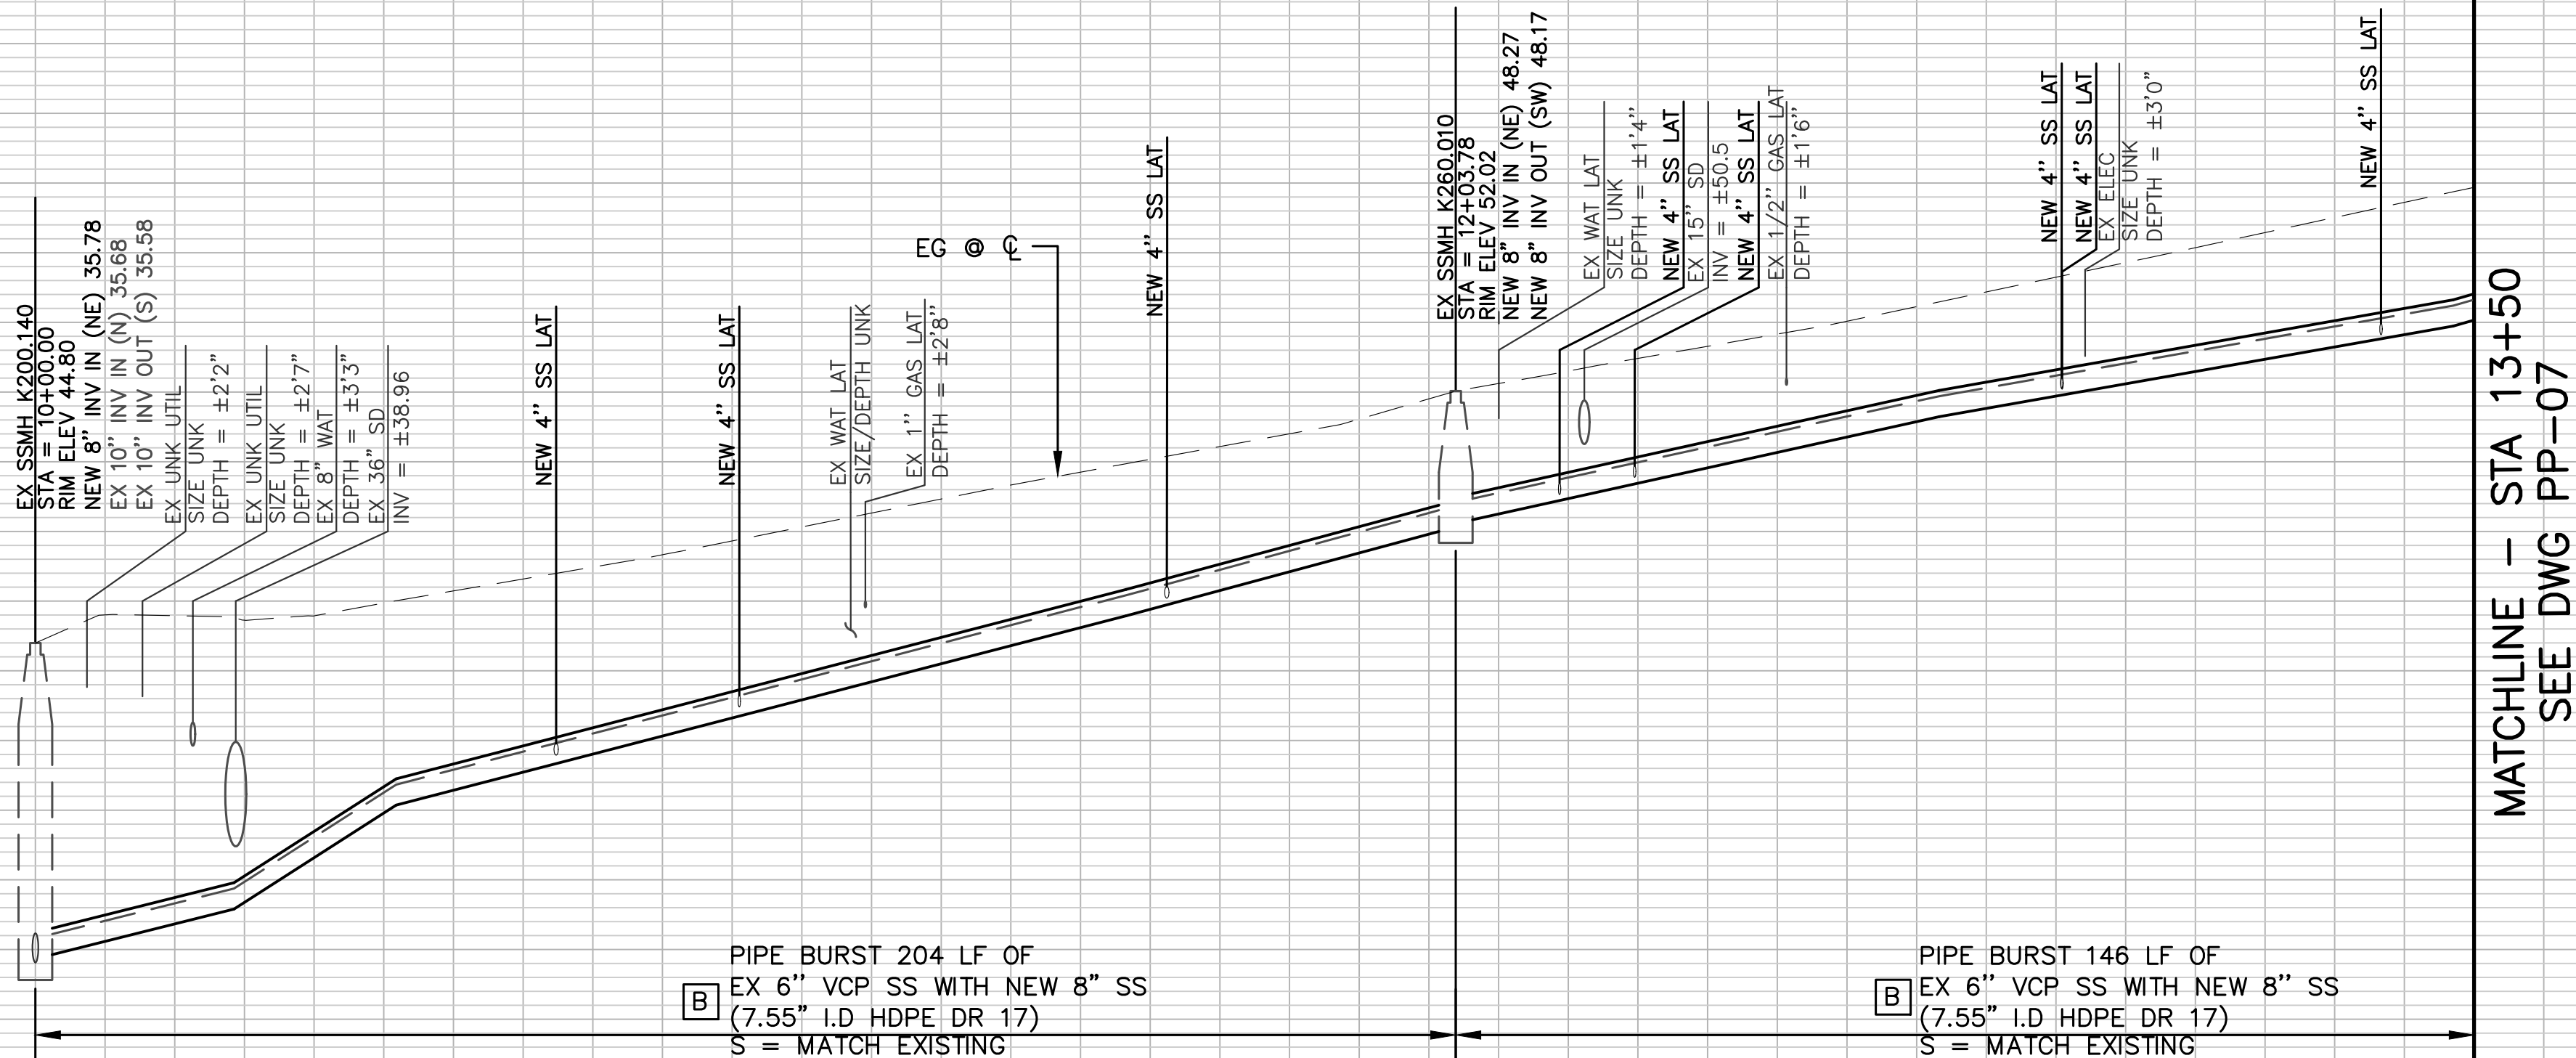 EX SSMH K200.140
STA = 10+00.00
RIM ELEV 44.80
NEW 8" INV IN (NE) 35.78
EX 10" INV IN (N) 35.68
EX 10" INV OUT (S) 35.58
EX UNK UTIL
SIZE UNK
DEPTH = ±2'2"
EX UNK UTIL
SIZE UNK
DEPTH = ±2'7"
EX 8" WAT
DEPTH = ±3'3"
EX 36" SD
INV = ±38.96
NEW 4" SS LAT
NEW 4" SS LAT
EX WAT LAT
SIZE/DEPTH UNK
EX 1" GAS LAT
DEPTH = ±2'8"
EG @ ℄
NEW 4" SS LAT
EX SSMH K260.010
STA = 12+03.78
RIM ELEV 52.02
NEW 8" INV IN (NE) 48.27
NEW 8" INV OUT (SW) 48.17
EX WAT LAT
SIZE UNK
DEPTH = ±1'4"
NEW 4" SS LAT
EX 15" SD
INV = ±50.5
NEW 4" SS LAT
EX 1/2" GAS LAT
DEPTH = ±1'6"
NEW 4" SS LAT
NEW 4" SS LAT
EX ELEC
SIZE UNK
DEPTH = ±3'0"
NEW 4" SS LAT
MATCHLINE - STA 13+50
SEE DWG PP-07
B
PIPE BURST 204 LF OF
EX 6'' VCP SS WITH NEW 8" SS
(7.55" I.D HDPE DR 17)
S = MATCH EXISTING
B
PIPE BURST 146 LF OF
EX 6'' VCP SS WITH NEW 8'' SS
(7.55" I.D HDPE DR 17)
S = MATCH EXISTING